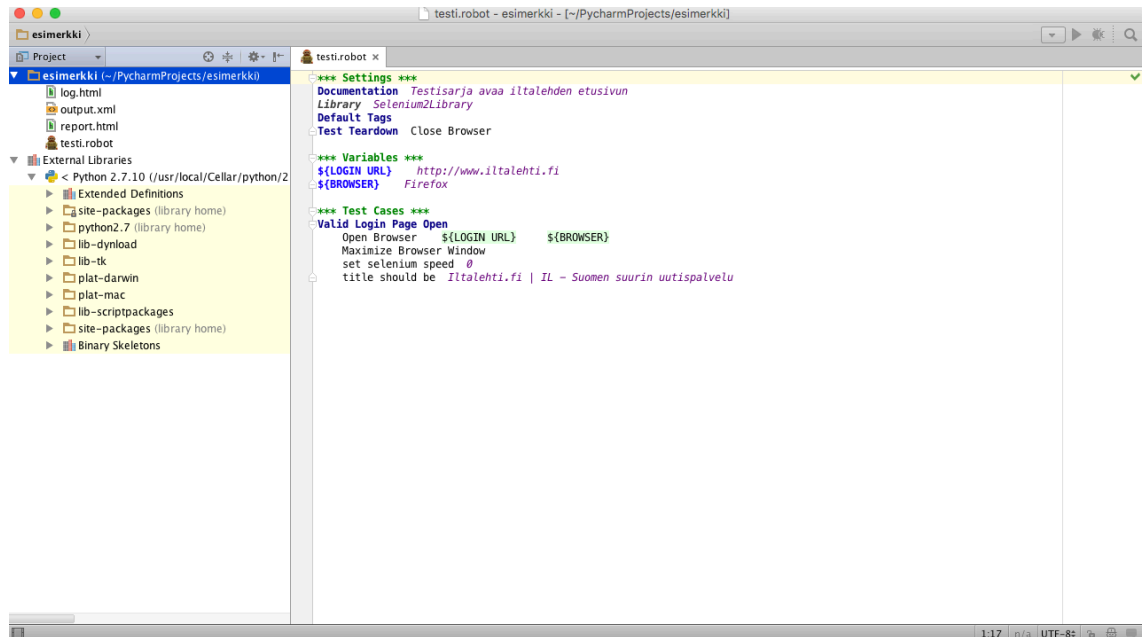 testi.robot - esimerkki - [~/PycharmProjects/esimerkki]
esimerkki
Project
testi.robot ×
esimerkki (~/PycharmProjects/esimerkki)
log.html
output.xml
report.html
testi.robot
External Libraries
< Python 2.7.10 (/usr/local/Cellar/python/2
Extended Definitions
site-packages (library home)
python2.7 (library home)
lib-dynload
lib-tk
plat-darwin
plat-mac
lib-scriptpackages
site-packages (library home)
Binary Skeletons
*** Settings ***
Documentation  Testisarja avaa iltalehden etusivun
Library  Selenium2Library
Default Tags
Test Teardown  Close Browser
*** Variables ***
${LOGIN URL}    http://www.iltalehti.fi
${BROWSER}    Firefox
*** Test Cases ***
Valid Login Page Open
    Open Browser    ${LOGIN URL}     ${BROWSER}
    Maximize Browser Window
    set selenium speed  0
    title should be  Iltalehti.fi | IL – Suomen suurin uutispalvelu
1:17 n/a UTF-8